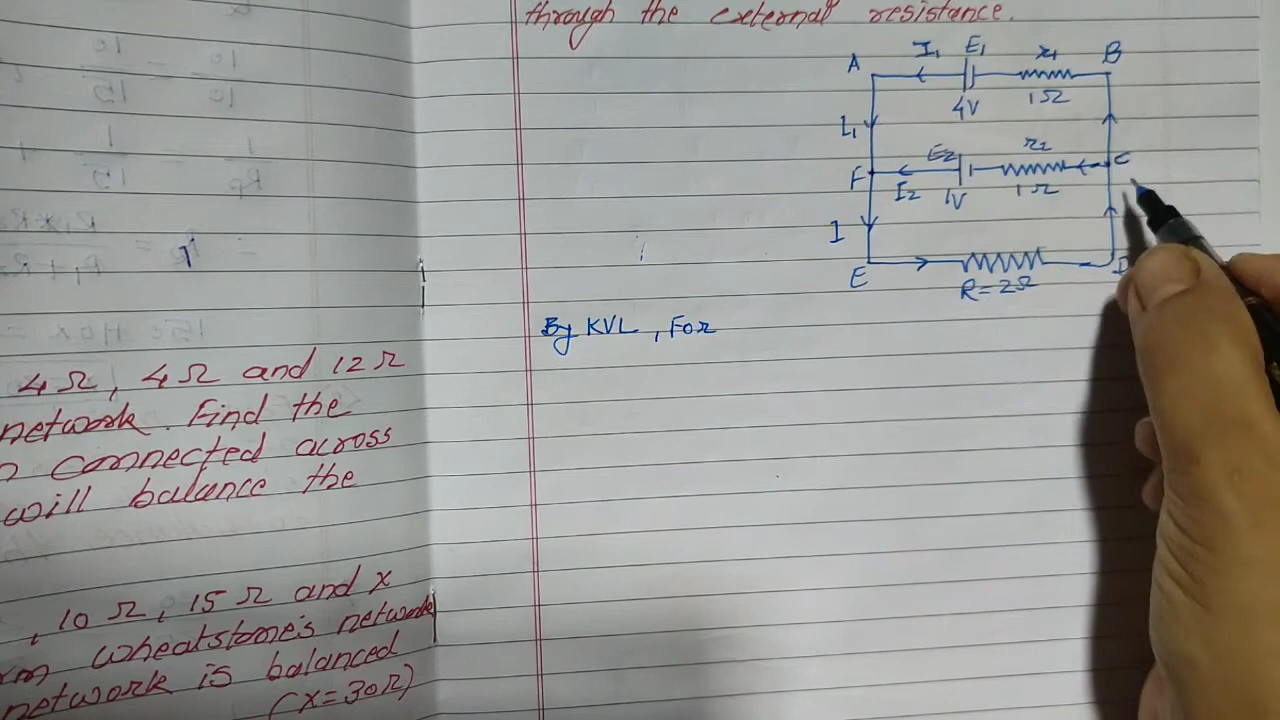 through the external resistance.
A I1 E1 r1 B
4V 1Ω
I1
F E2 r2 C
I2 1V 1Ω
I
E R=2Ω D
By KVL, For
4Ω, 4Ω and 12Ω
network. Find the
connected across
will balance the
, 10Ω, 15Ω and x
wheatstone's network
network is balanced
(x=30Ω)